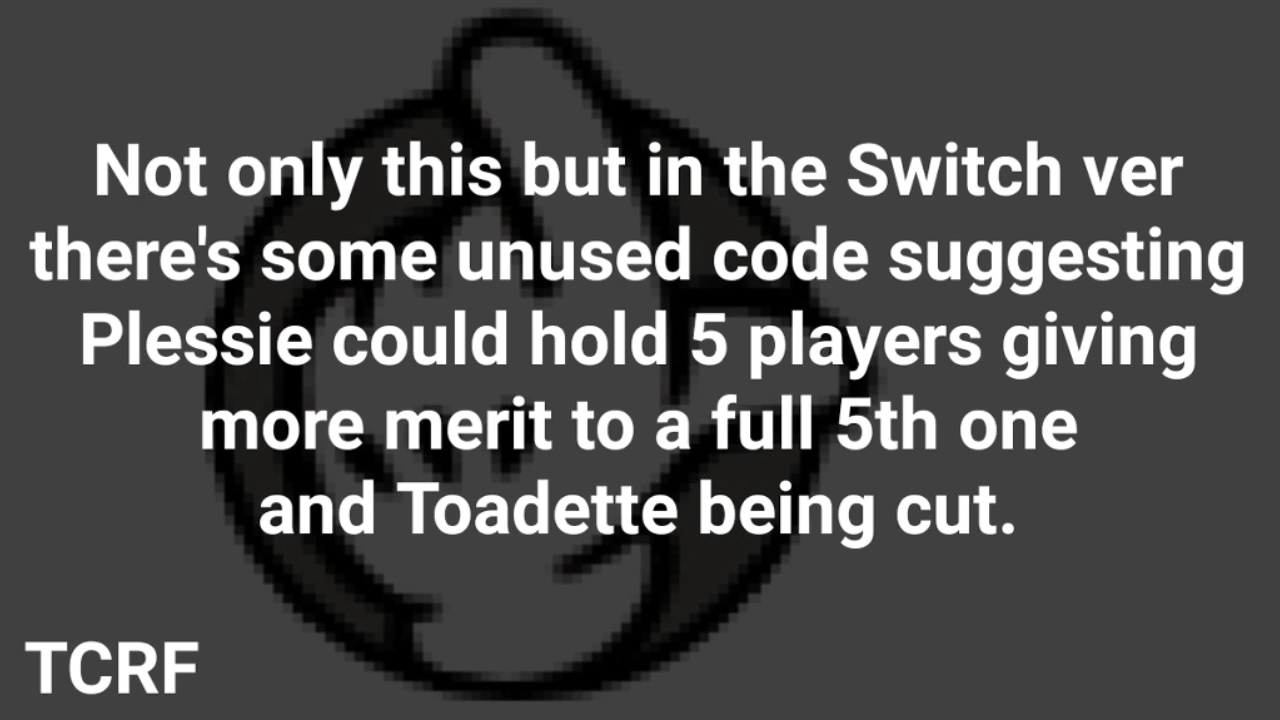 Not only this but in the Switch ver
there's some unused code suggesting
Plessie could hold 5 players giving
more merit to a full 5th one
and Toadette being cut.
TCRF